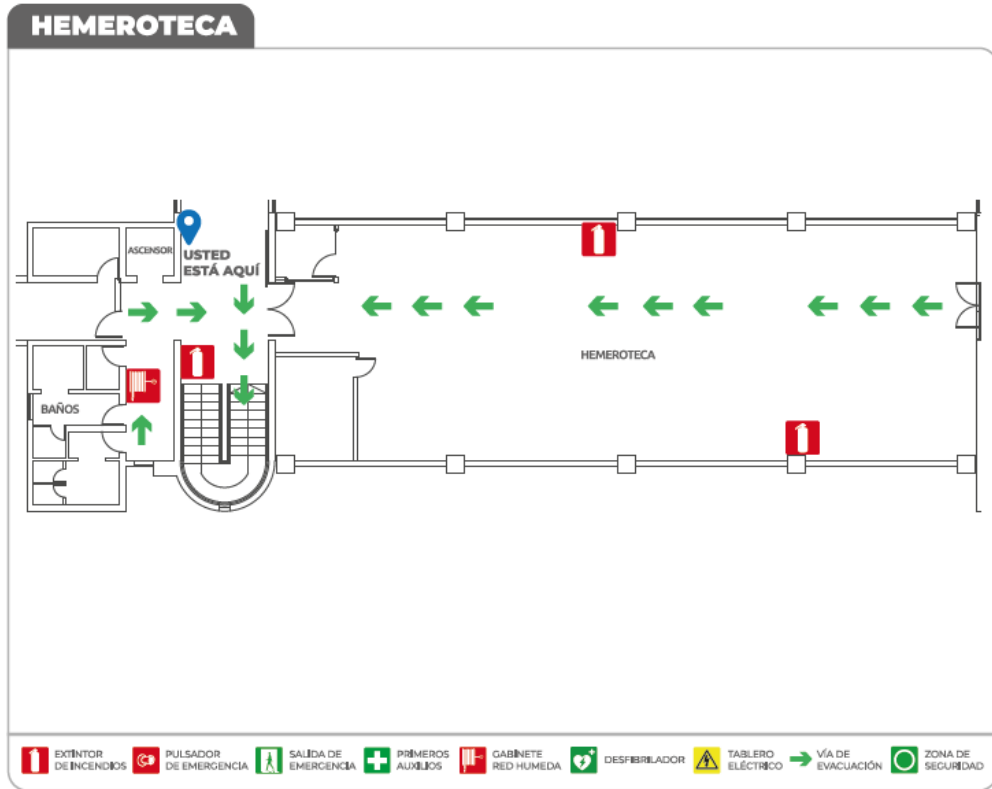 HEMEROTECA
ASCENSOR
USTED
ESTÁ AQUÍ
HEMEROTECA
BAÑOS
EXTINTOR
DE INCENDIOS
PULSADOR
DE EMERGENCIA
SALIDA DE
EMERGENCIA
PRIMEROS
AUXILIOS
GABINETE
RED HUMEDA
DESFIBRILADOR
TABLERO
ELÉCTRICO
VÍA DE
EVACUACIÓN
ZONA DE
SEGURIDAD